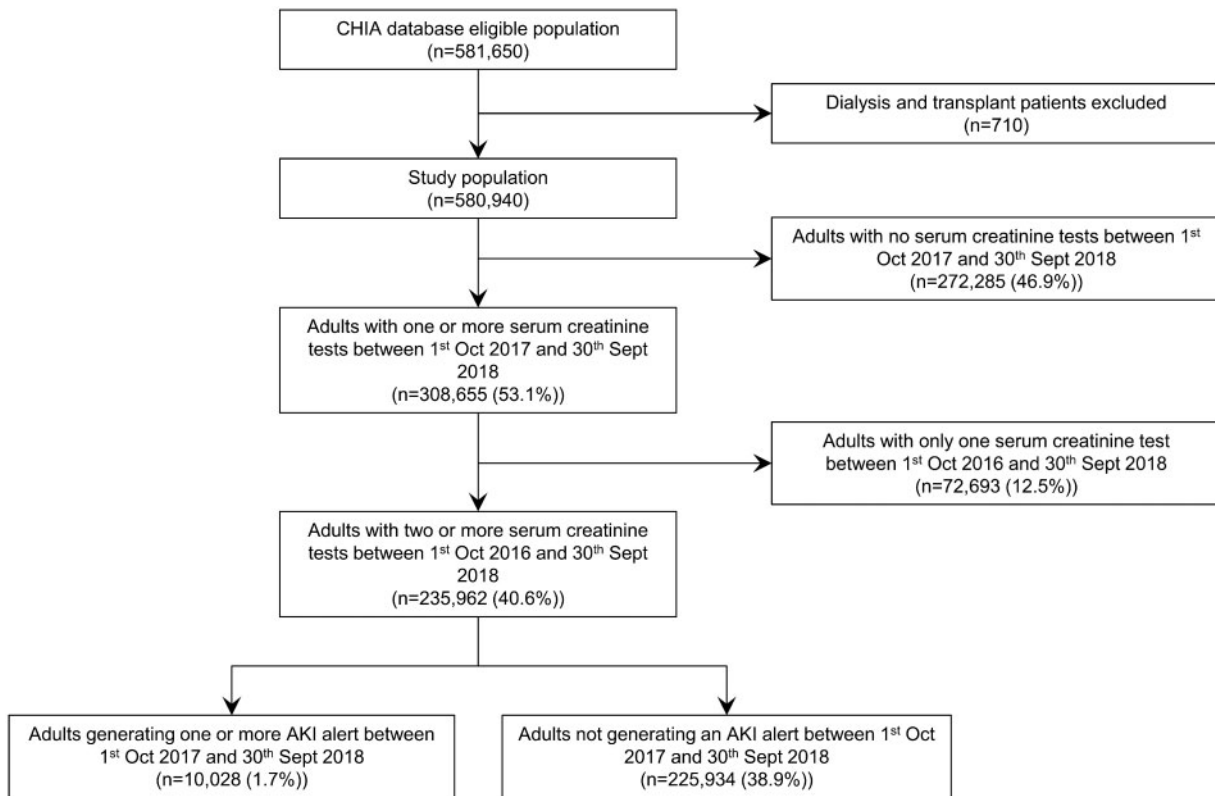 CHIA database eligible population
(n=581,650)
Dialysis and transplant patients excluded
(n=710)
Study population
(n=580,940)
Adults with no serum creatinine tests between 1st
Oct 2017 and 30th Sept 2018
(n=272,285 (46.9%))
Adults with one or more serum creatinine
tests between 1st Oct 2017 and 30th Sept
2018
(n=308,655 (53.1%))
Adults with only one serum creatinine test
between 1st Oct 2016 and 30th Sept 2018
(n=72,693 (12.5%))
Adults with two or more serum creatinine
tests between 1st Oct 2016 and 30th Sept
2018
(n=235,962 (40.6%))
Adults generating one or more AKI alert between
1st Oct 2017 and 30th Sept 2018
(n=10,028 (1.7%))
Adults not generating an AKI alert between 1st Oct
2017 and 30th Sept 2018
(n=225,934 (38.9%))